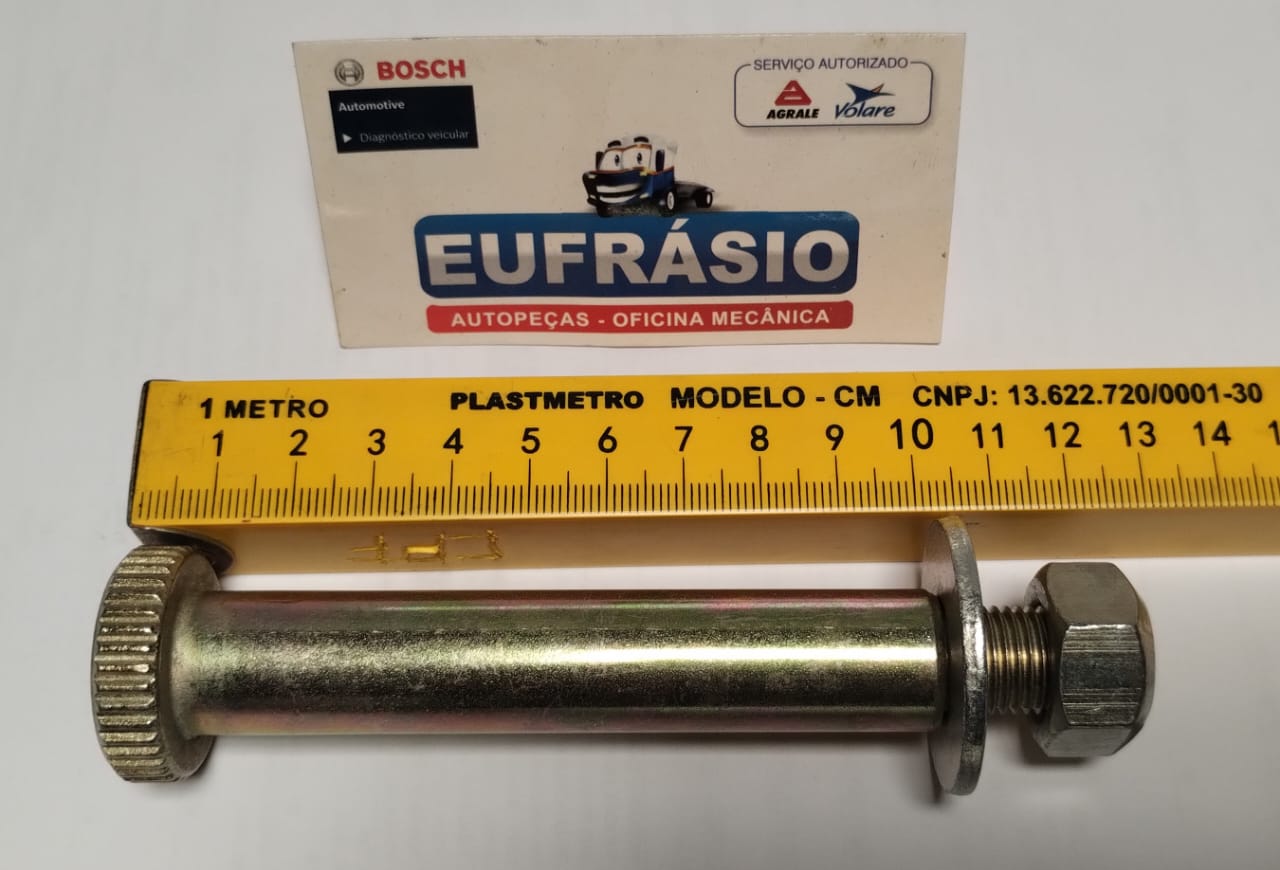 BOSCH
Automotive
► Diagnóstico veicular
SERVIÇO AUTORIZADO
AGRALE Volare
EUFRÁSIO
AUTOPEÇAS - OFICINA MECÂNICA
1 METRO PLASTMETRO MODELO - CM CNPJ: 13.622.720/0001-30
1 2 3 4 5 6 7 8 9 10 11 12 13 14